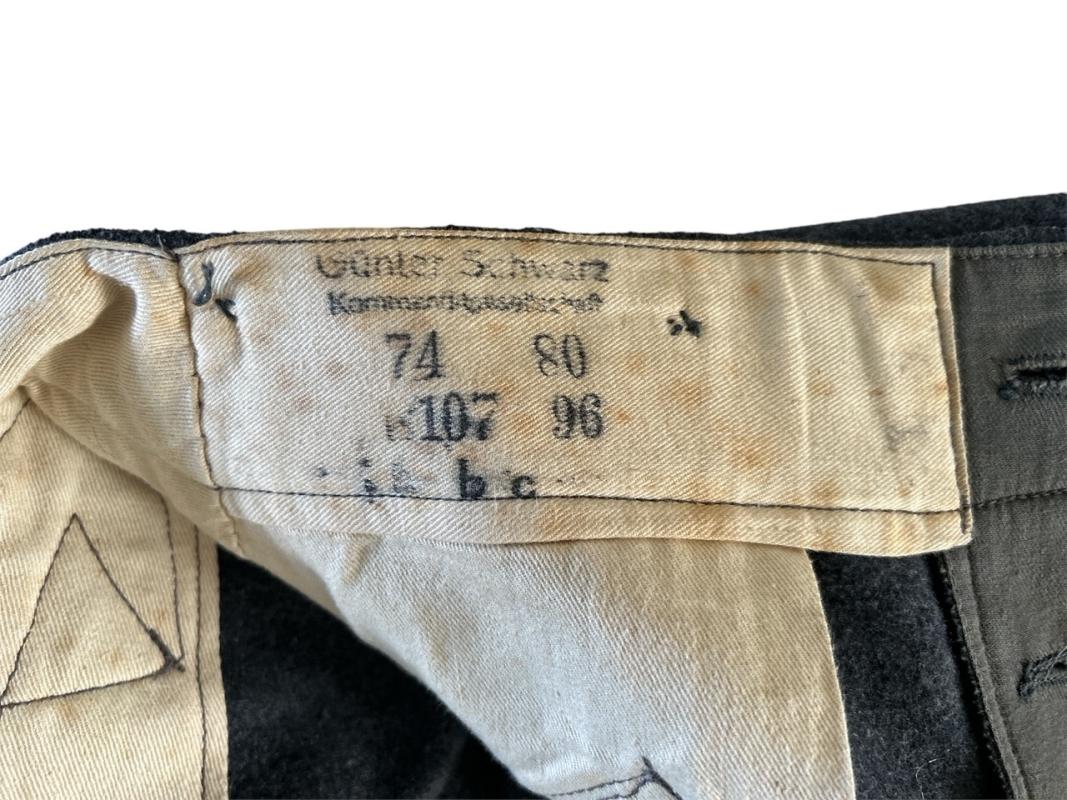 Günter Schwarz
Kommanditgesellschaft
74 80
107 96
b c